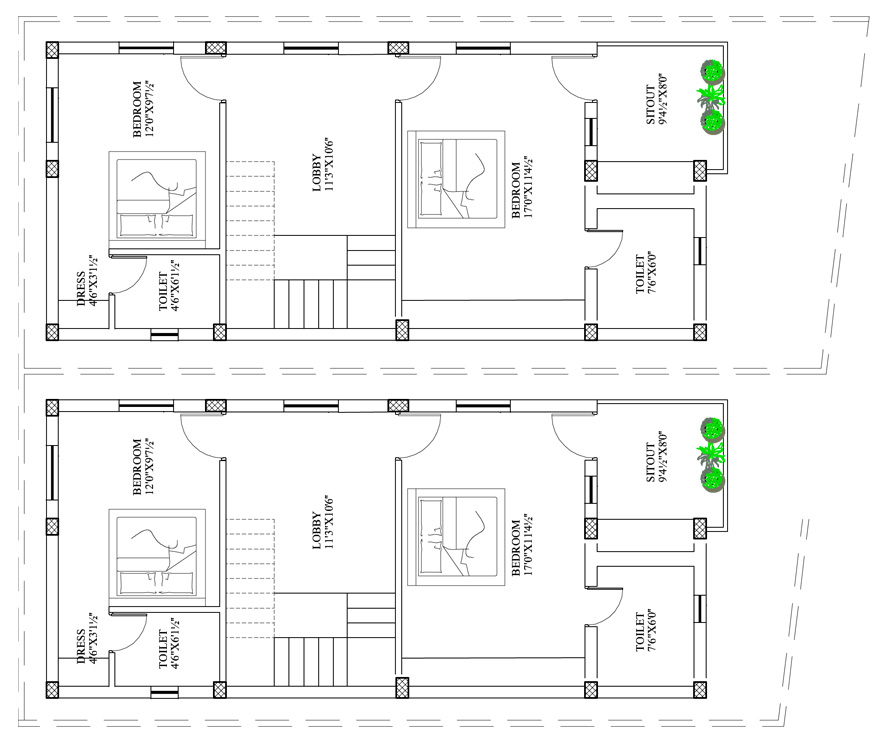 BEDROOM
12'0"X9'7½"
LOBBY
11'3"X10'6"
BEDROOM
17'0"X11'4½"
SITOUT
9'4½"X8'0"
DRESS
4'6"X3'1½"
TOILET
4'6"X6'1½"
TOILET
7'6"X6'0"
BEDROOM
12'0"X9'7½"
LOBBY
11'3"X10'6"
BEDROOM
17'0"X11'4½"
SITOUT
9'4½"X8'0"
DRESS
4'6"X3'1½"
TOILET
4'6"X6'1½"
TOILET
7'6"X6'0"